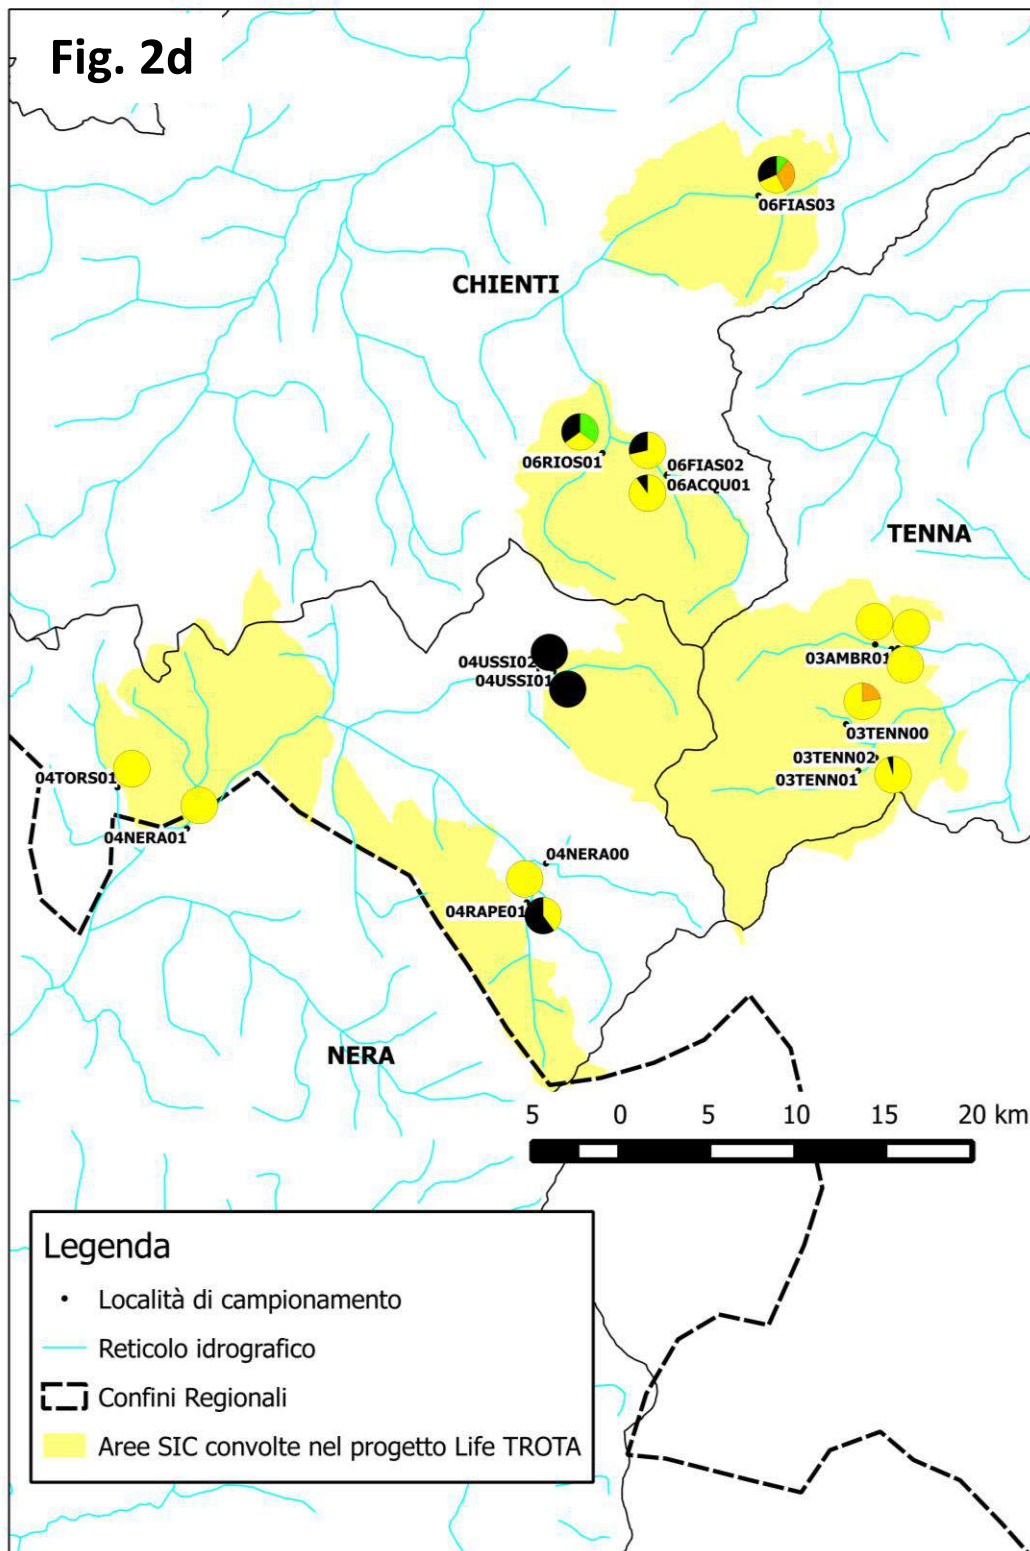 Fig. 2d
06FIAS03
CHIENTI
06RIOS01
06FIAS02
06ACQU01
TENNA
04USSI02
04USSI01
03AMBR01
03TENN00
03TENN02
03TENN01
04TORS01
04NERA01
04NERA00
04RAPE01
NERA
5 0 5 10 15 20 km
Legenda
Località di campionamento
Reticolo idrografico
Confini Regionali
Aree SIC convolte nel progetto Life TROTA